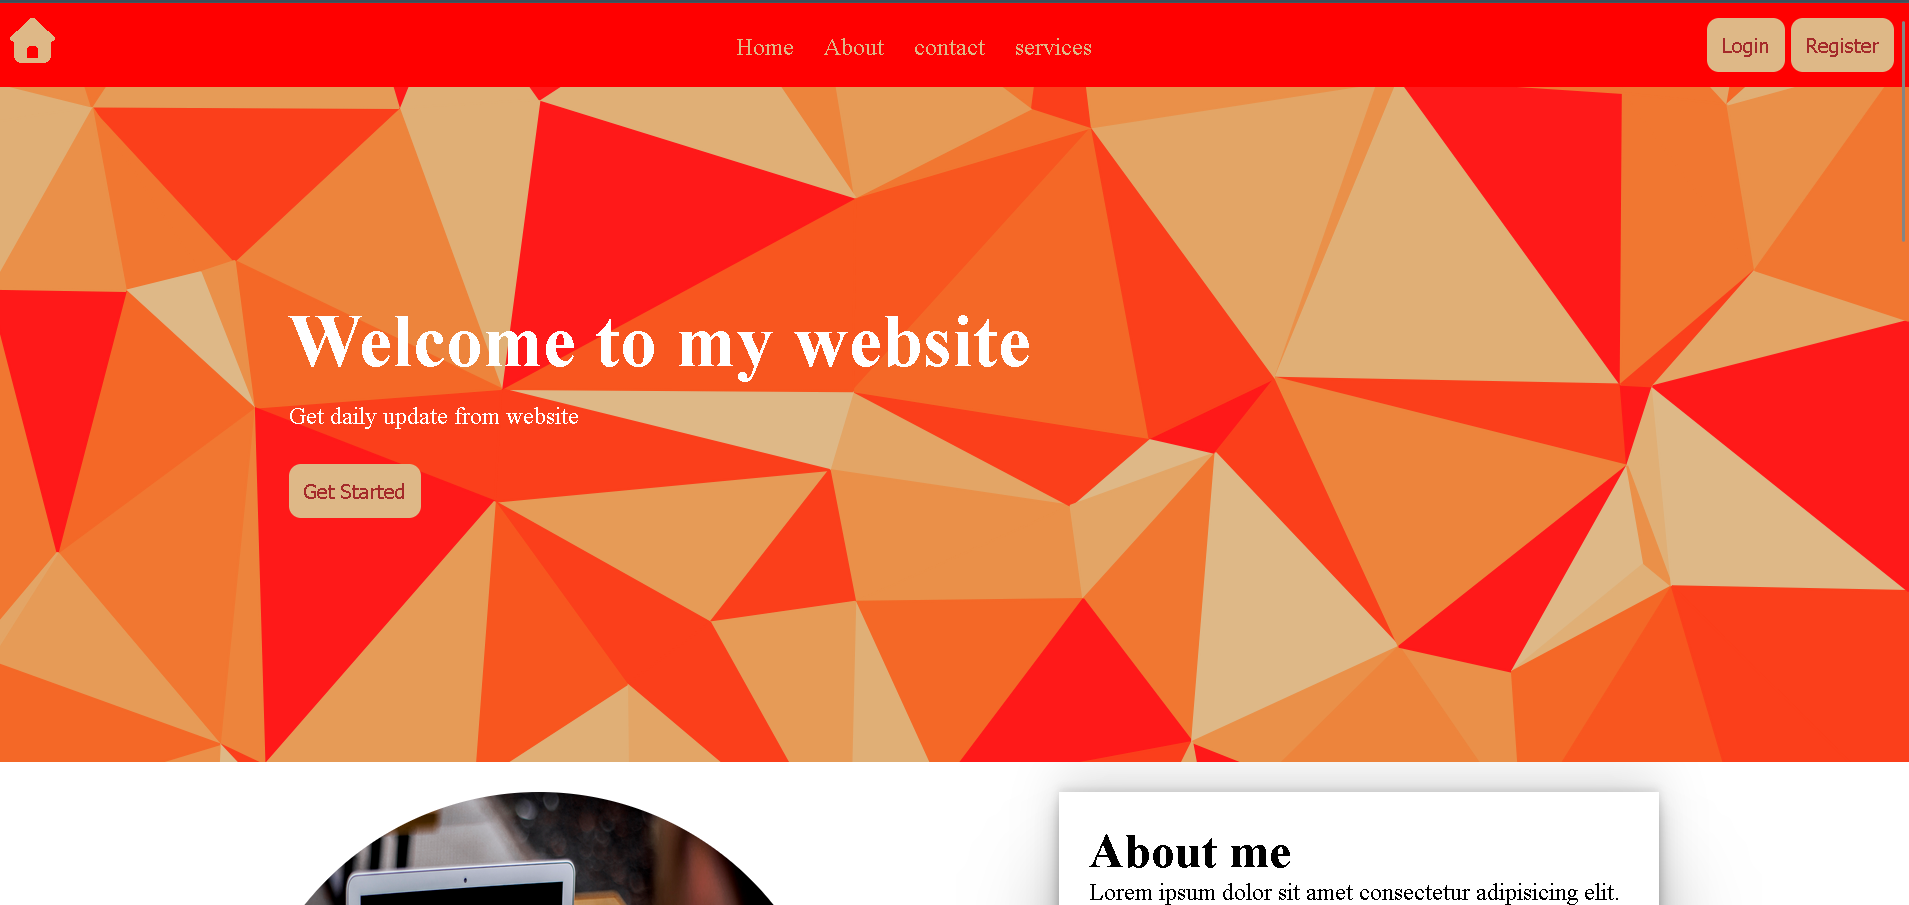 Home
About
contact
services
Login
Register
Welcome to my website
Get daily update from website
Get Started
About me
Lorem ipsum dolor sit amet consectetur adipisicing elit.